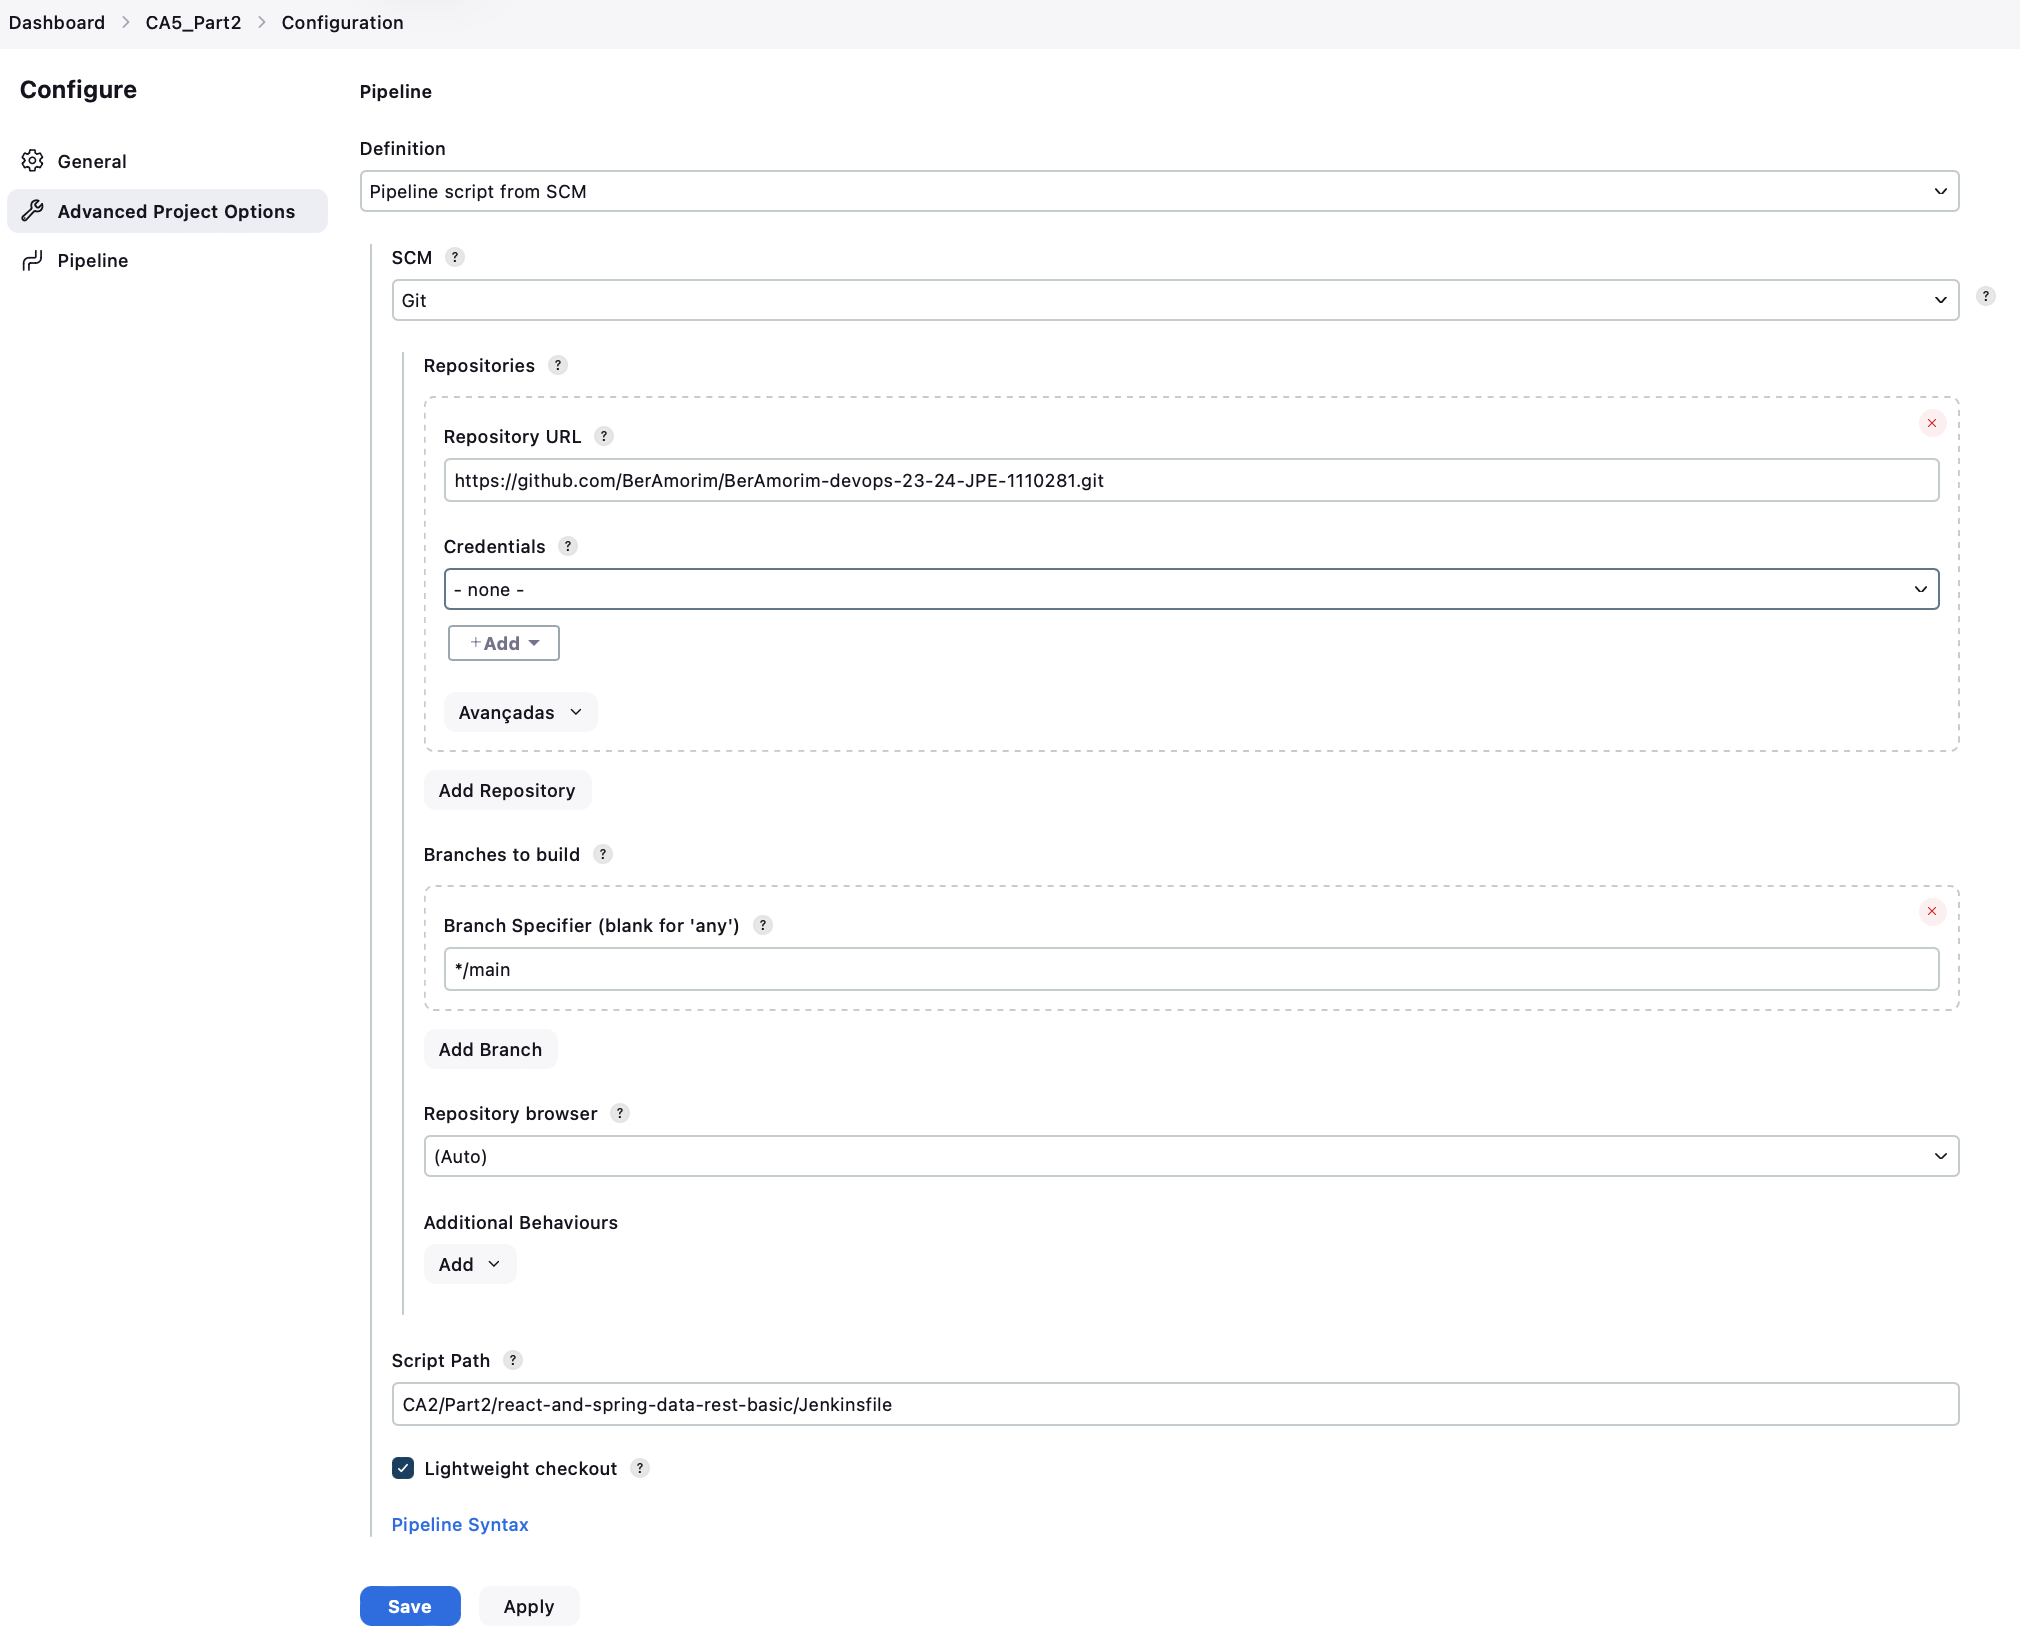 Dashboard > CA5_Part2 > Configuration
Configure
General
Advanced Project Options
Pipeline
Pipeline
Definition
Pipeline script from SCM
SCM ?
Git
?
Repositories ?
Repository URL ?
https://github.com/BerAmorim/BerAmorim-devops-23-24-JPE-1110281.git
Credentials ?
- none -
+Add
Avançadas
Add Repository
Branches to build ?
Branch Specifier (blank for 'any') ?
*/main
Add Branch
Repository browser ?
(Auto)
Additional Behaviours
Add
Script Path ?
CA2/Part2/react-and-spring-data-rest-basic/Jenkinsfile
Lightweight checkout ?
Pipeline Syntax
Save Apply